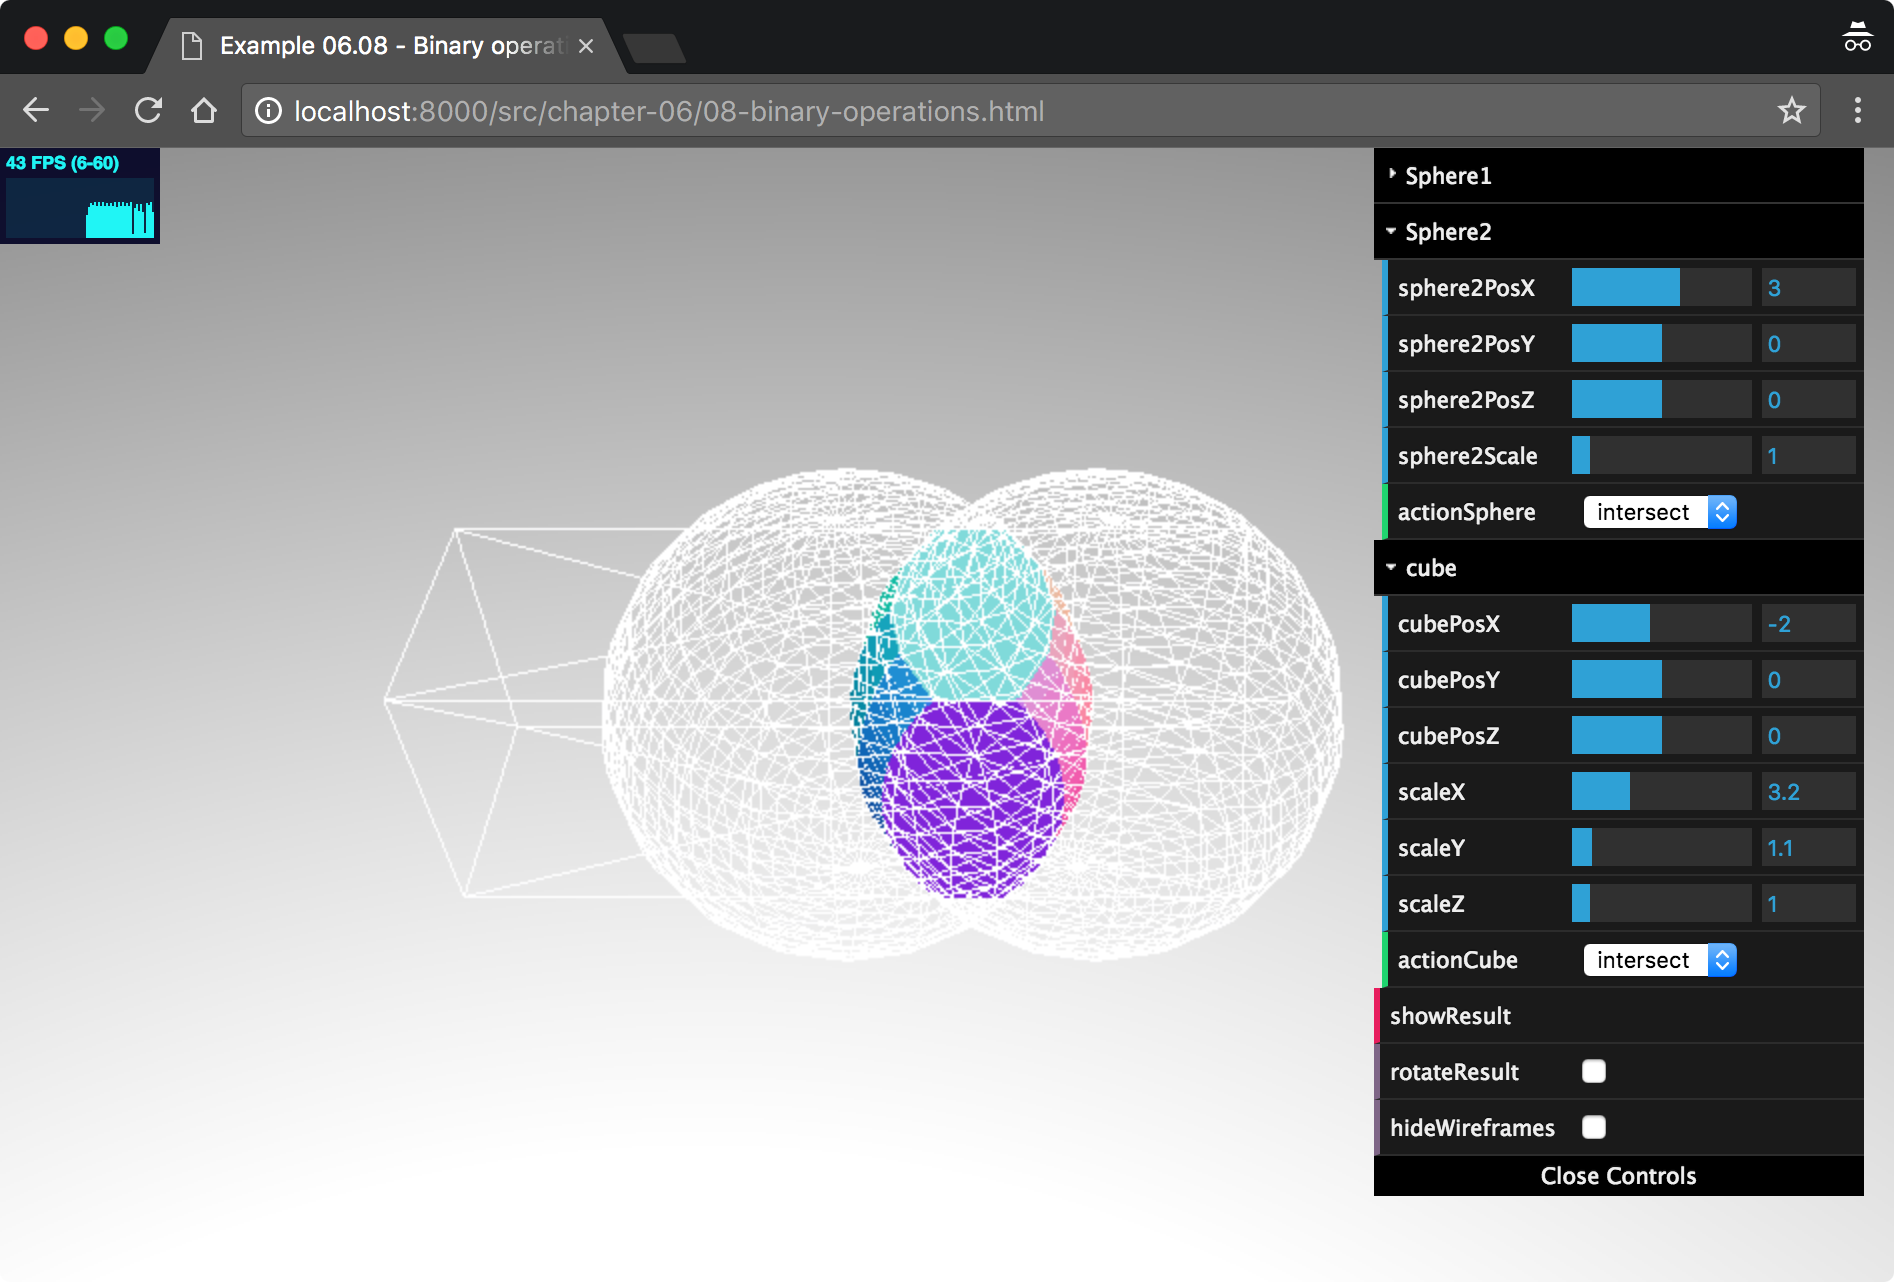 Example 06.08 - Binary operati
localhost:8000/src/chapter-06/08-binary-operations.html
43 FPS (6-60)
Sphere1
Sphere2
sphere2PosX 3
sphere2PosY 0
sphere2PosZ 0
sphere2Scale 1
actionSphere intersect
cube
cubePosX -2
cubePosY 0
cubePosZ 0
scaleX 3.2
scaleY 1.1
scaleZ 1
actionCube intersect
showResult
rotateResult
hideWireframes
Close Controls